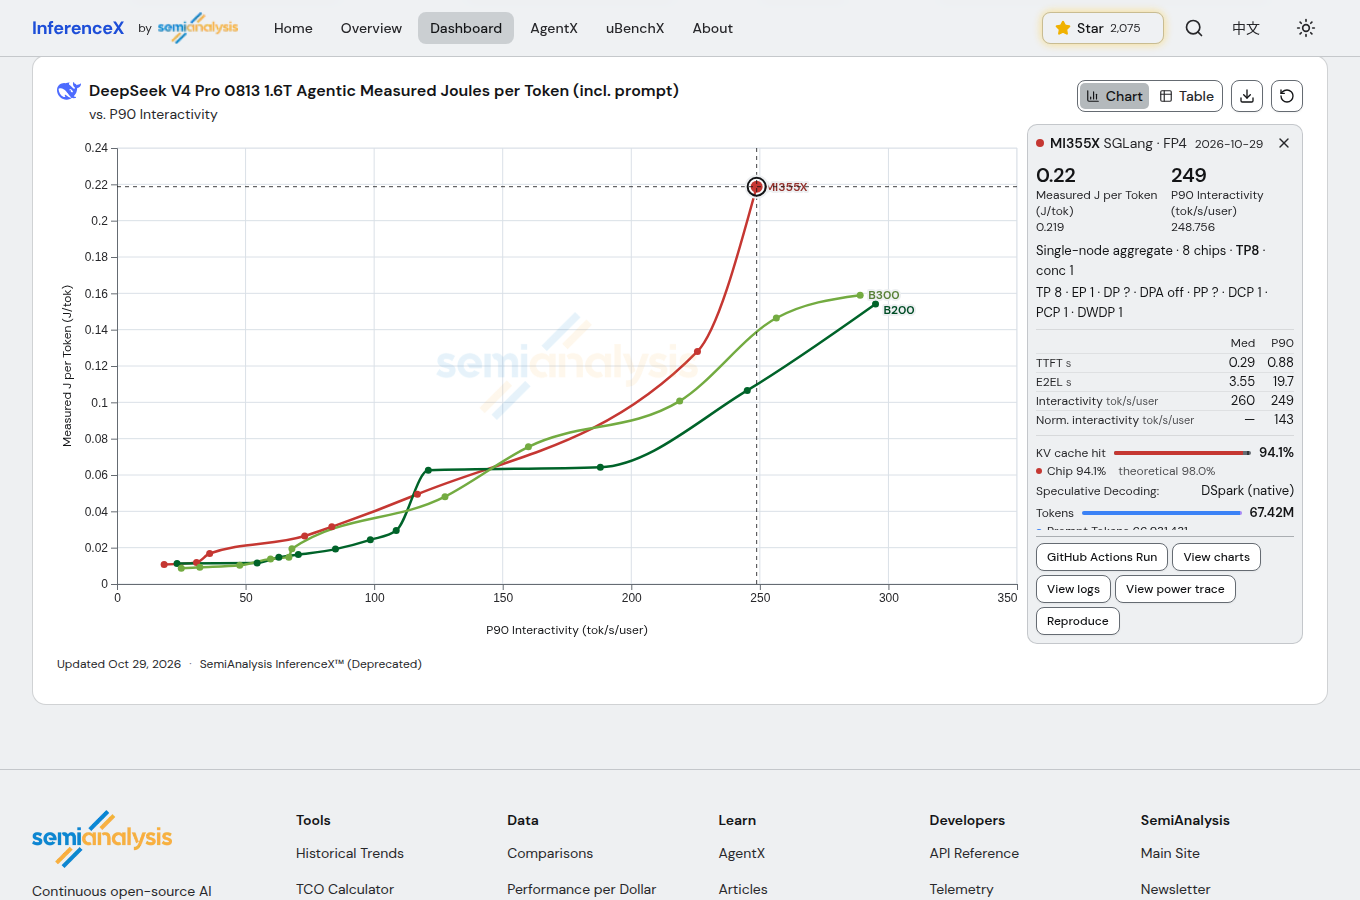 InferenceX by semianalysis Home Overview Dashboard AgentX uBenchX About Star 2,075 中文
DeepSeek V4 Pro 0813 1.6T Agentic Measured Joules per Token (incl. prompt)
vs. P90 Interactivity
Chart Table
0.24
0.22
0.2
0.18
0.16
0.14
0.12
0.1
0.08
0.06
0.04
0.02
0
Measured J per Token (J/tok)
semianalysis
MI355X
B300
B200
0 50 100 150 200 250 300 350
P90 Interactivity (tok/s/user)
Updated Oct 29, 2026 · SemiAnalysis InferenceX™ (Deprecated)
MI355X SGLang · FP4 2026-10-29
0.22 249
Measured J per Token P90 Interactivity
(J/tok) (tok/s/user)
0.219 248.756
Single-node aggregate · 8 chips · TP8 ·
conc 1
TP 8 · EP 1 · DP ? · DPA off · PP ? · DCP 1 ·
PCP 1 · DWDP 1
Med P90
TTFT s 0.29 0.88
E2EL s 3.55 19.7
Interactivity tok/s/user 260 249
Norm. interactivity tok/s/user — 143
KV cache hit 94.1%
Chip 94.1% theoretical 98.0%
Speculative Decoding: DSpark (native)
Tokens 67.42M
GitHub Actions Run View charts
View logs View power trace
Reproduce
semianalysis
Continuous open-source AI
Tools Data Learn Developers SemiAnalysis
Historical Trends Comparisons AgentX API Reference Main Site
TCO Calculator Performance per Dollar Articles Telemetry Newsletter